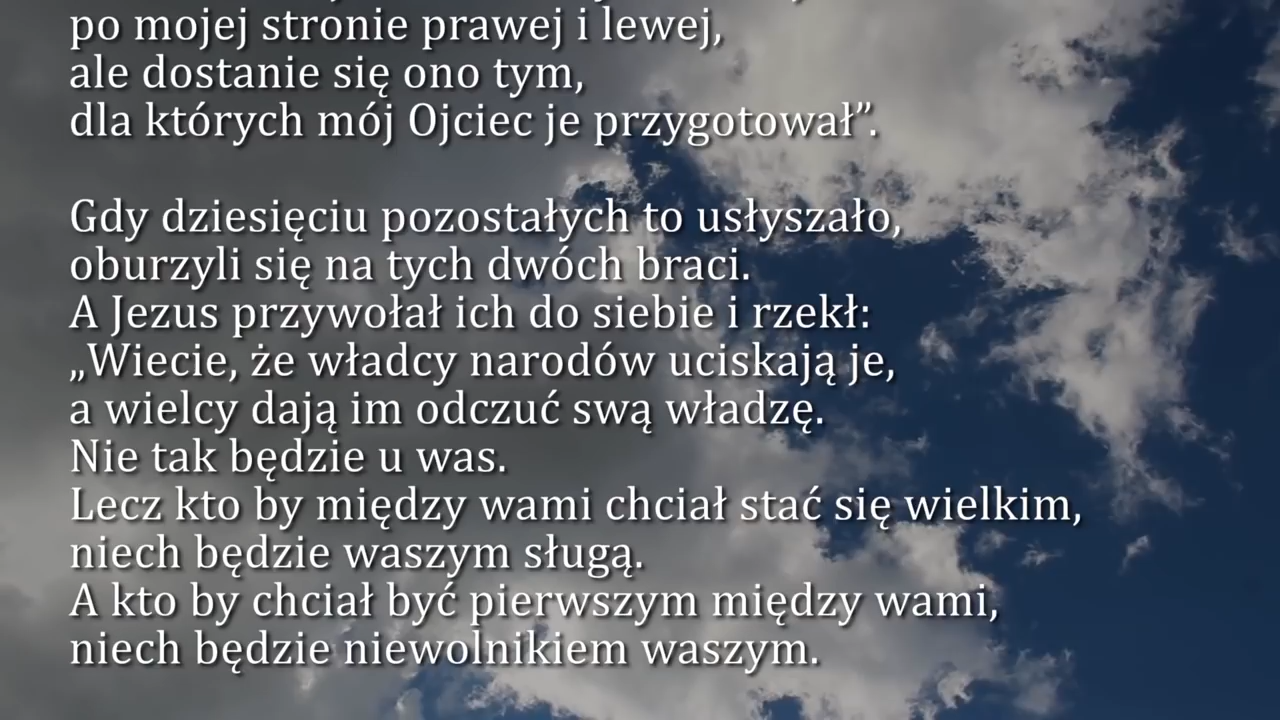 po mojej stronie prawej i lewej,
ale dostanie się ono tym,
dla których mój Ojciec je przygotował”.
Gdy dziesięciu pozostałych to usłyszało,
oburzyli się na tych dwóch braci.
A Jezus przywołał ich do siebie i rzekł:
„Wiecie, że władcy narodów uciskają je,
a wielcy dają im odczuć swą władzę.
Nie tak będzie u was.
Lecz kto by między wami chciał stać się wielkim,
niech będzie waszym sługą.
A kto by chciał być pierwszym między wami,
niech będzie niewolnikiem waszym.